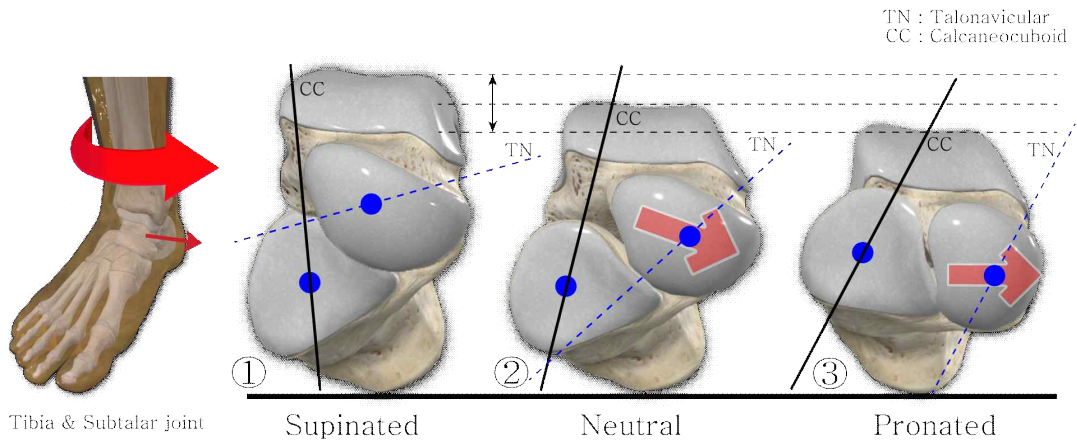 TN : Talonavicular
CC : Calcaneocuboid
CC
TN
CC
TN
CC
TN
①
②
③
Tibia & Subtalar joint
Supinated
Neutral
Pronated